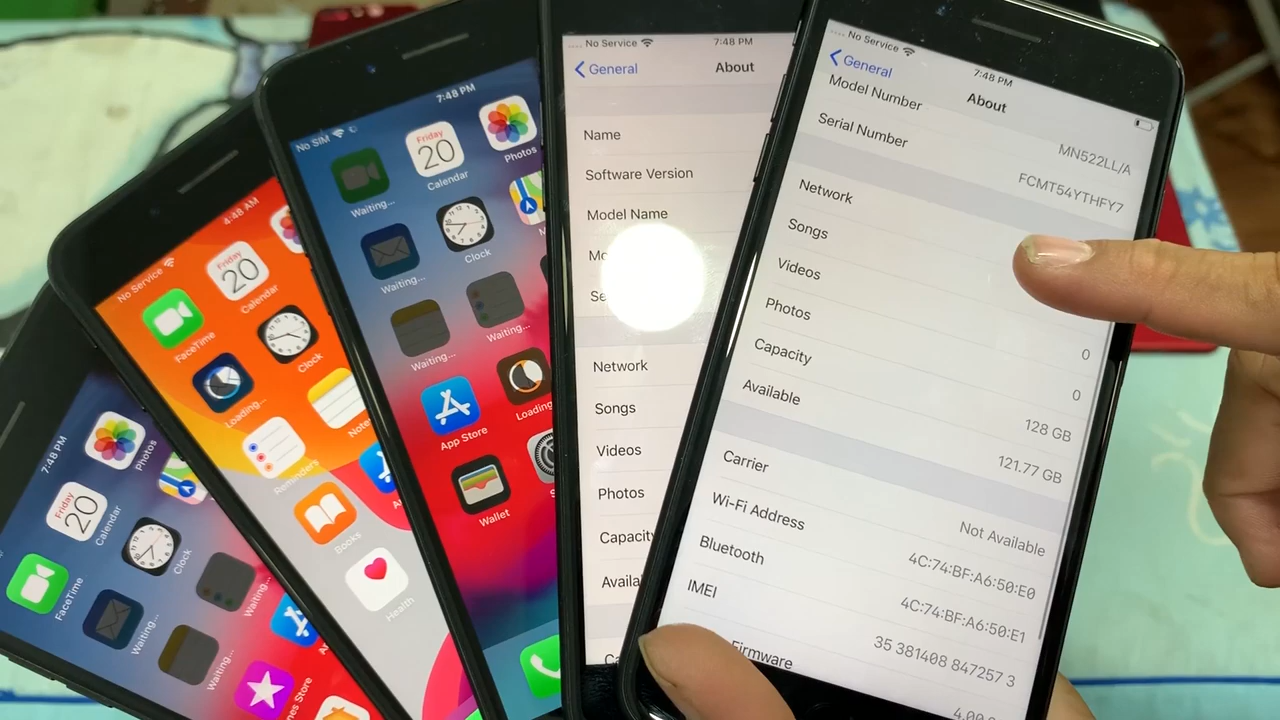 7:48 PM
Photos
Friday
20
Calendar
Clock
FaceTime
Waiting...
Waiting...
Waiting...
No Service
4:48 AM
Friday
20
Calendar
FaceTime
Clock
Loading...
Notes
Reminders
Books
Health
No SIM
7:48 PM
Photos
Friday
20
Calendar
Waiting...
Clock
Waiting...
Waiting...
Waiting...
Loading...
App Store
Wallet
No Service
7:48 PM
General
About
Name
Software Version
Model Name
Network
Songs
Videos
Photos
Capacity
No Service
7:48 PM
General
About
Model Number
MN522LL/A
Serial Number
FCMT54YTHFY7
Network
Songs
0
Videos
0
Photos
Capacity
128 GB
Available
121.77 GB
Carrier
Not Available
Wi-Fi Address
4C:74:BF:A6:50:E0
Bluetooth
4C:74:BF:A6:50:E1
IMEI
35 381408 847257 3
Firmware